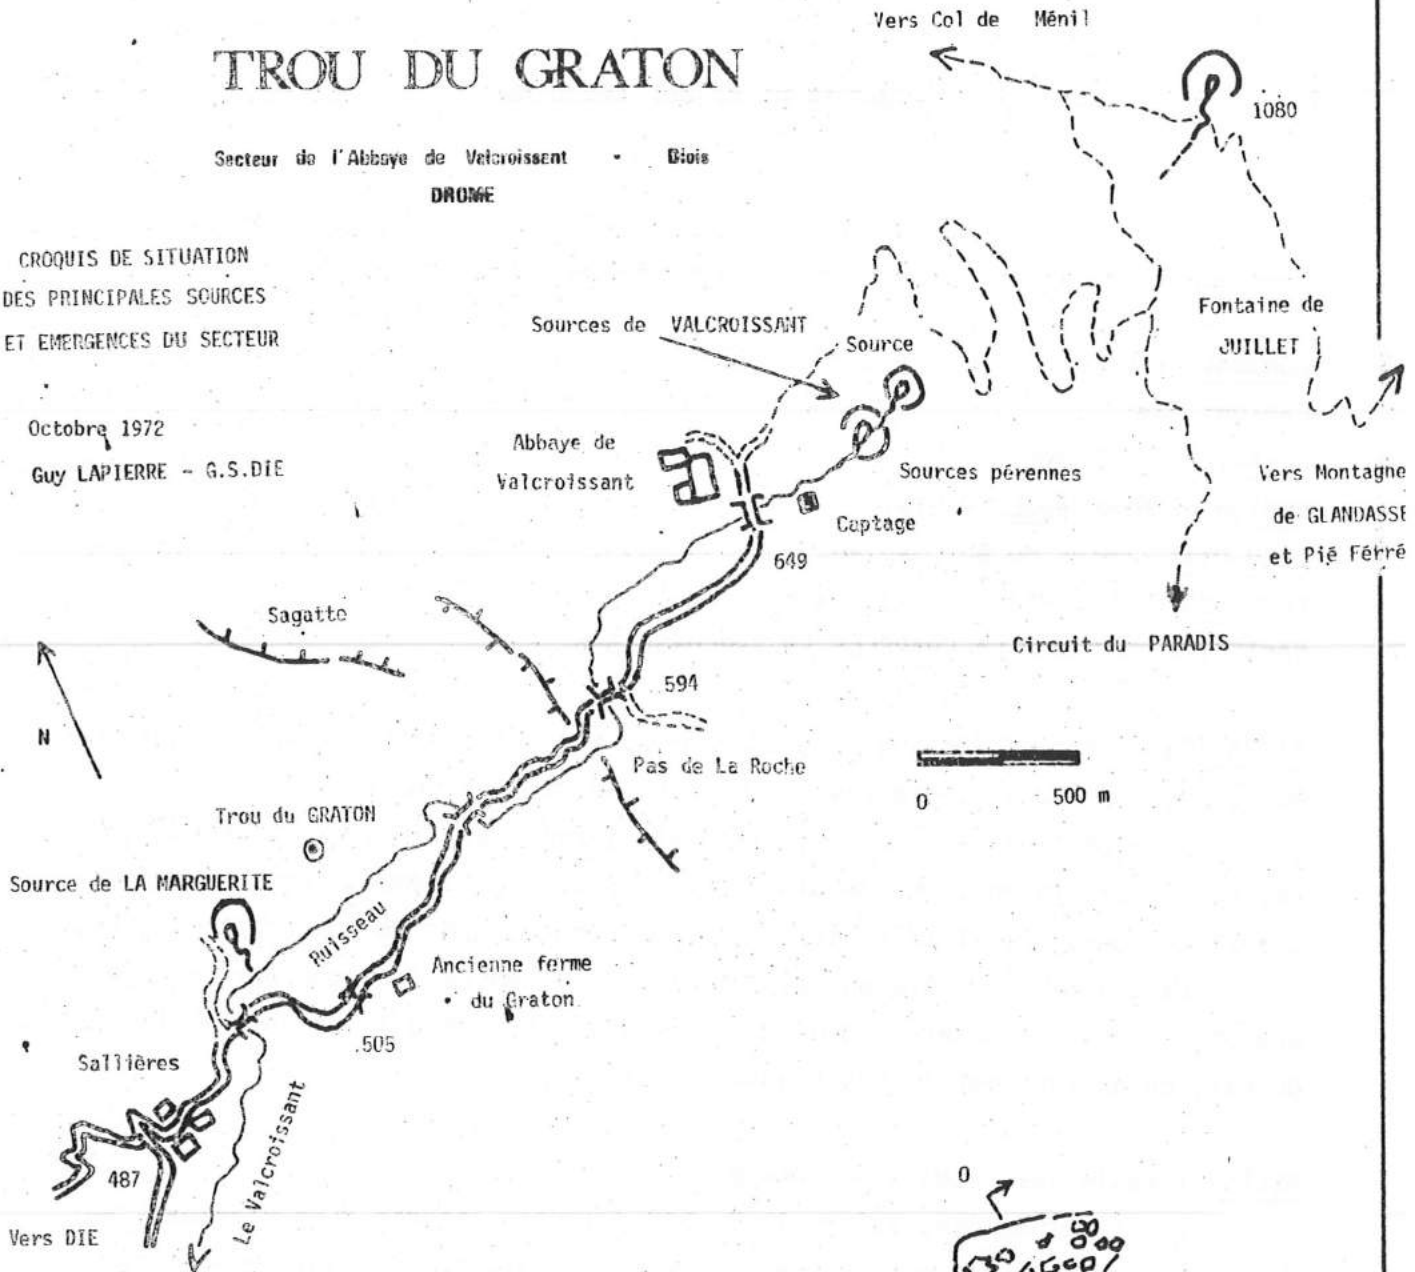 Vers Col de Ménil
TROU DU GRATON
1080
Secteur de l'Abbaye de Valcroissant - Diois
DROME
CROQUIS DE SITUATION
DES PRINCIPALES SOURCES
ET EMERGENCES DU SECTEUR
Fontaine de
JUILLET
Sources de VALCROISSANT
Source
Octobre 1972
Guy LAPIERRE - G.S.DIE
Abbaye de
Valcroissant
Sources pérennes
Vers Montagne
de GLANDASSE
et Pié Férré
Captage
649
Sagatte
Circuit du PARADIS
594
N
Pas de La Roche
0
500 m
Trou du GRATON
Source de LA MARGUERITE
Ruisseau
Ancienne ferme
du Graton
505
Sallières
487
Le Valcroissant
Vers DIE
0